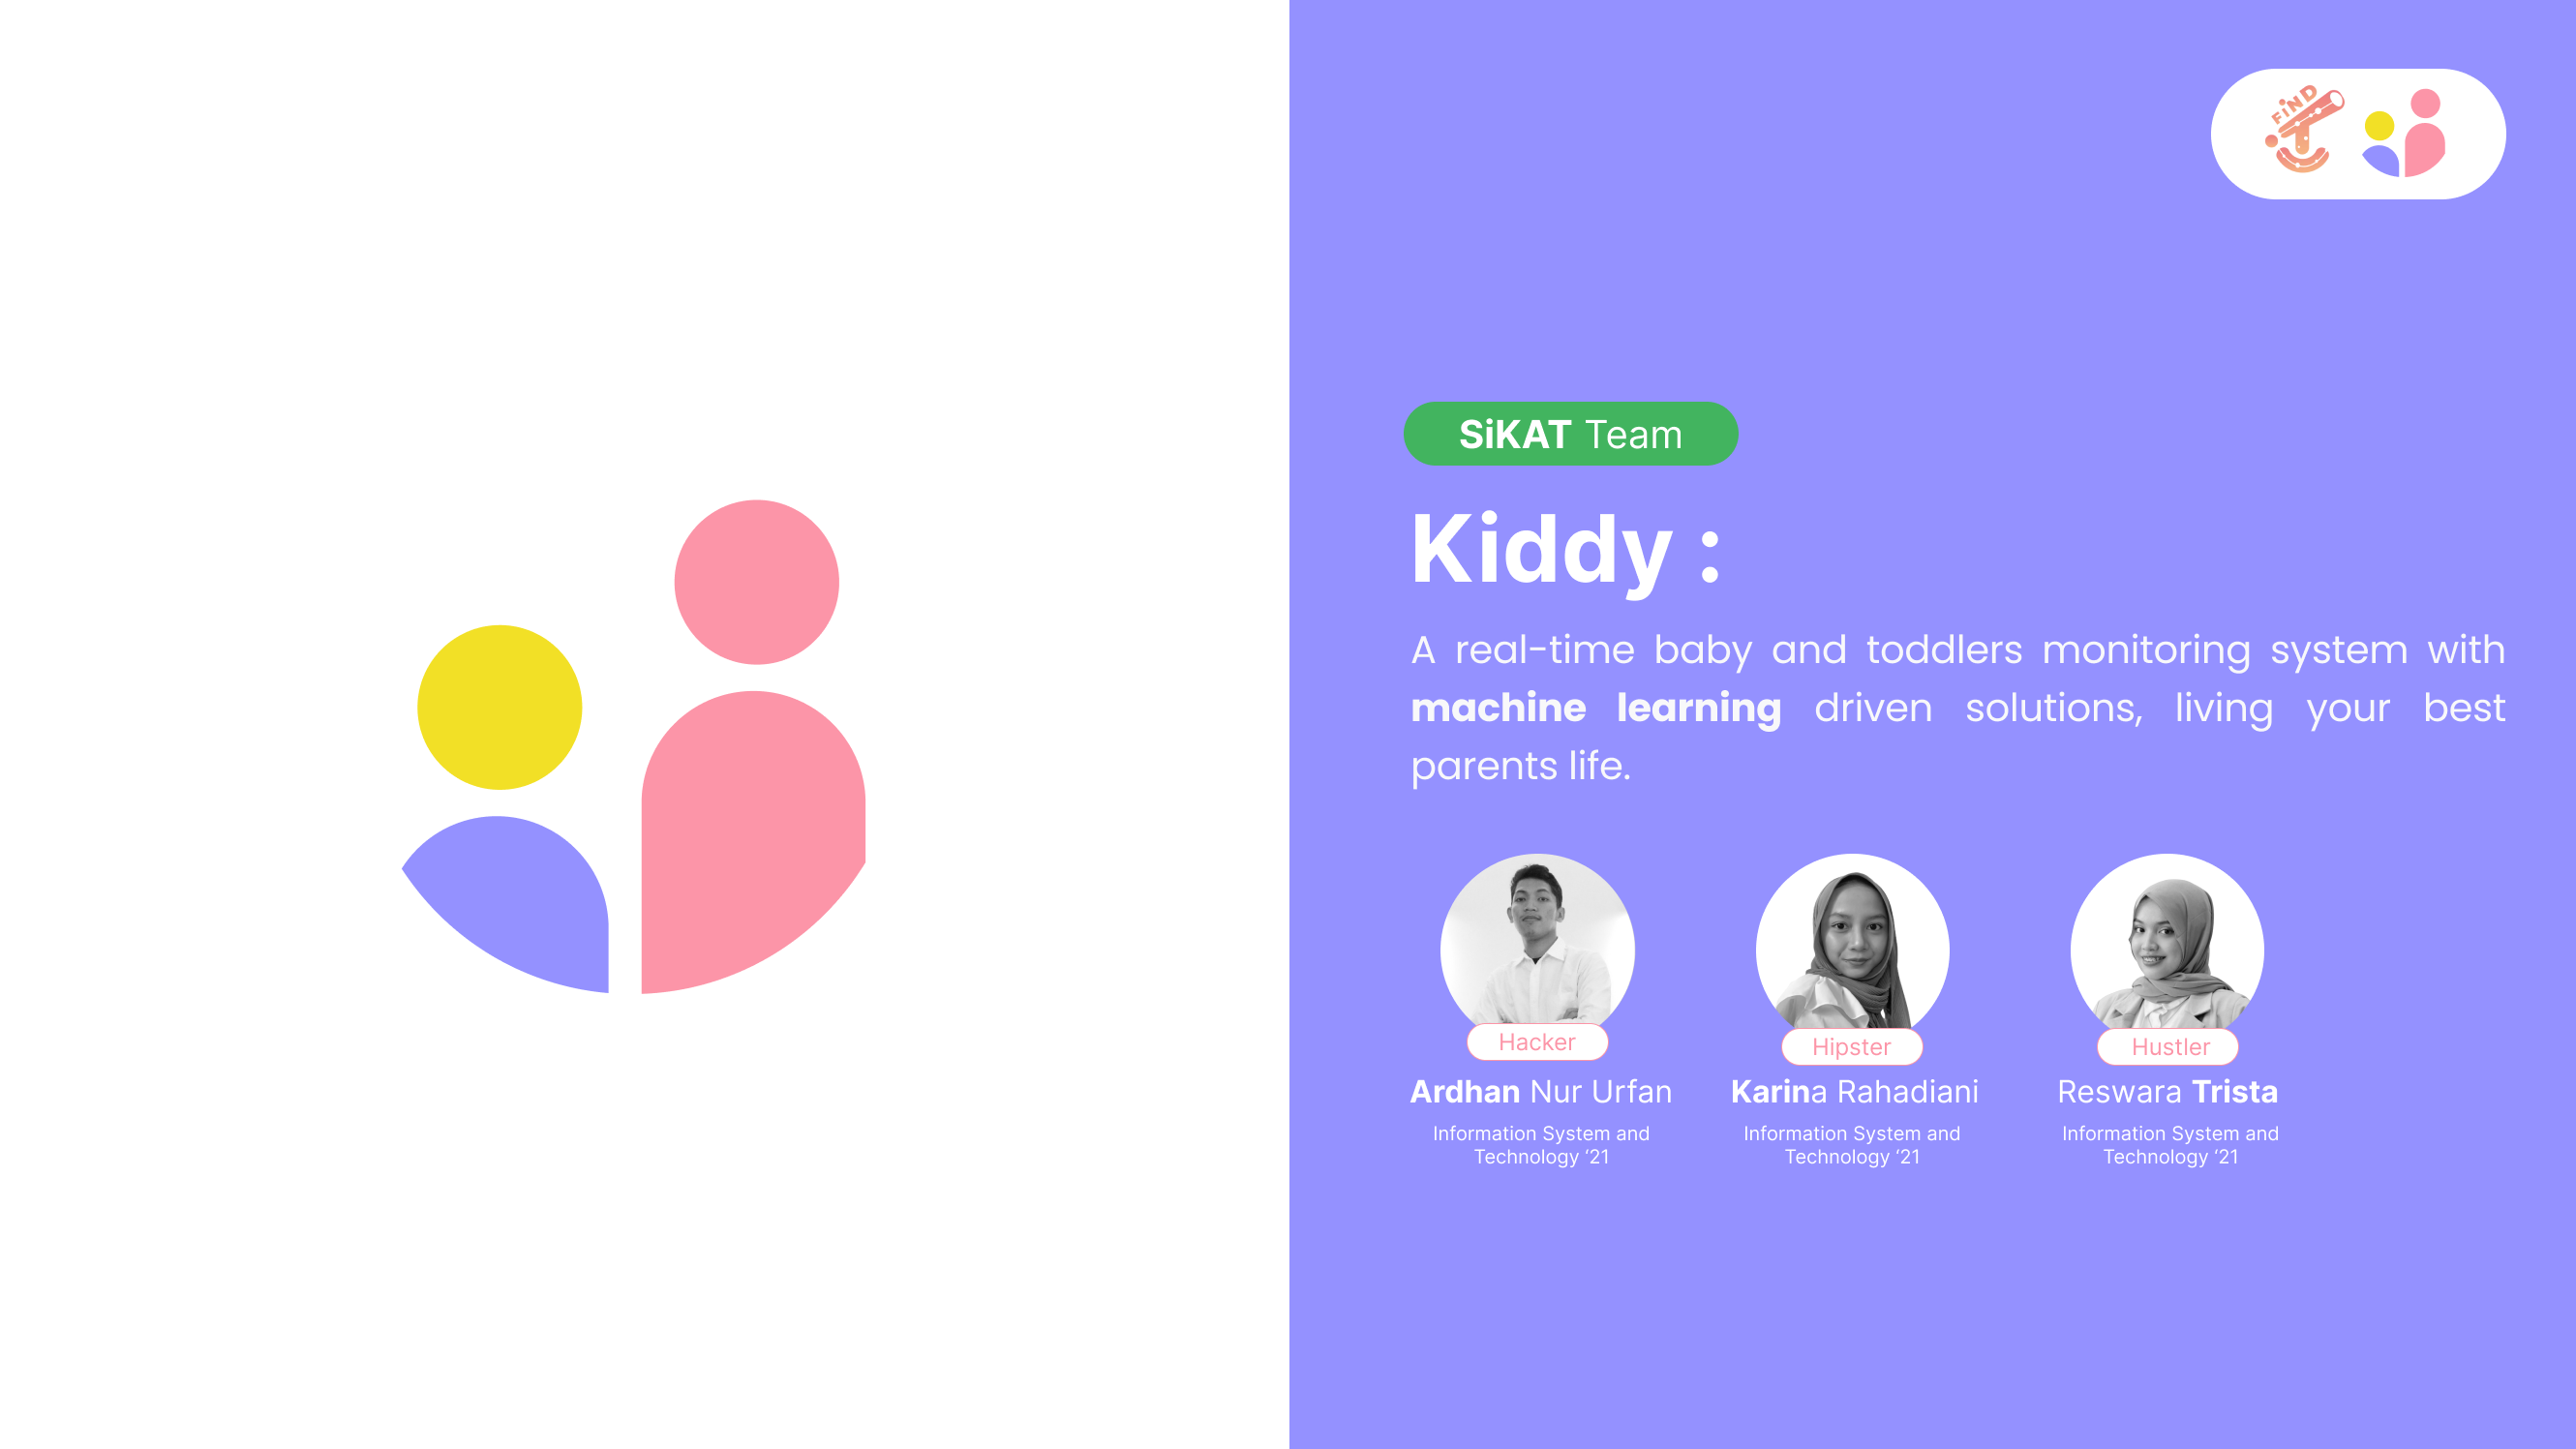 FiND
SiKAT Team
Kiddy :
A real-time baby and toddlers monitoring system with
machine learning driven solutions, living your best
parents life.
Hacker
Hipster
Hustler
Ardhan Nur Urfan
Karina Rahadiani
Reswara Trista
Information System and
Technology ‘21
Information System and
Technology ‘21
Information System and
Technology ‘21